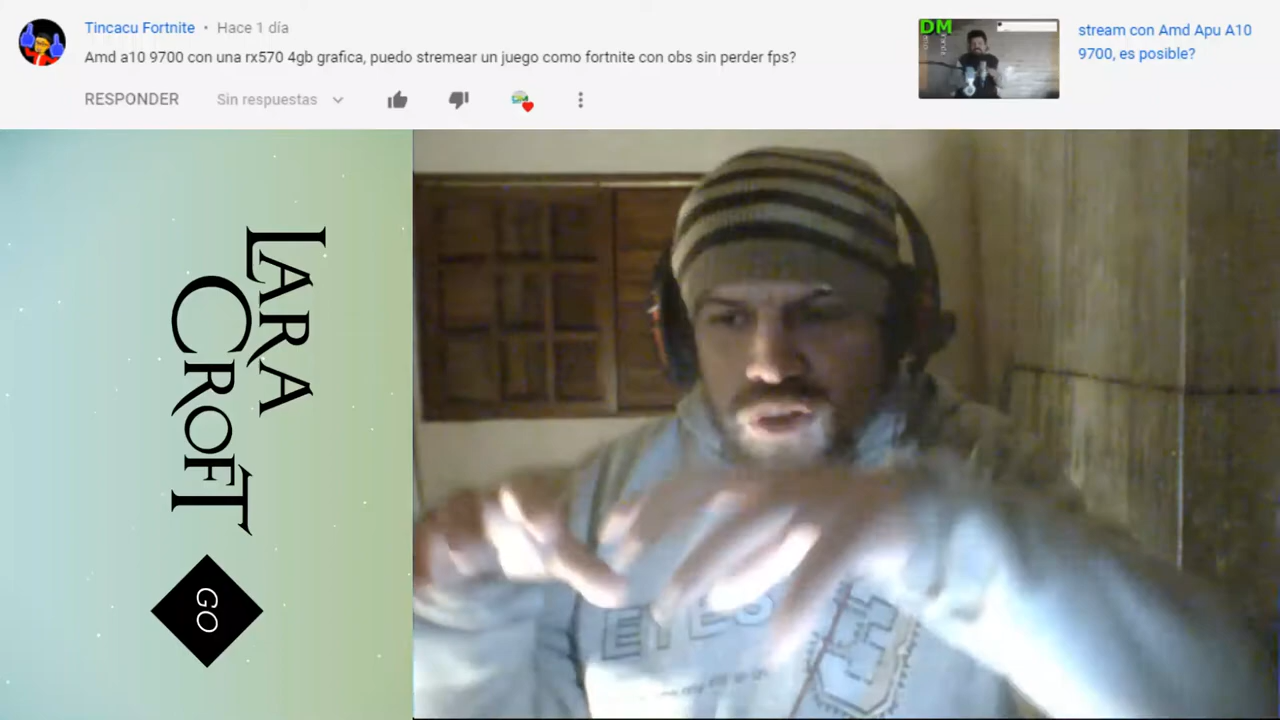 Tincacu Fortnite • Hace 1 día
Amd a10 9700 con una rx570 4gb grafica, puedo stremear un juego como fortnite con obs sin perder fps?
RESPONDER Sin respuestas
DM
stream con Amd Apu A10
9700, es posible?
LARA
CROFT
GO